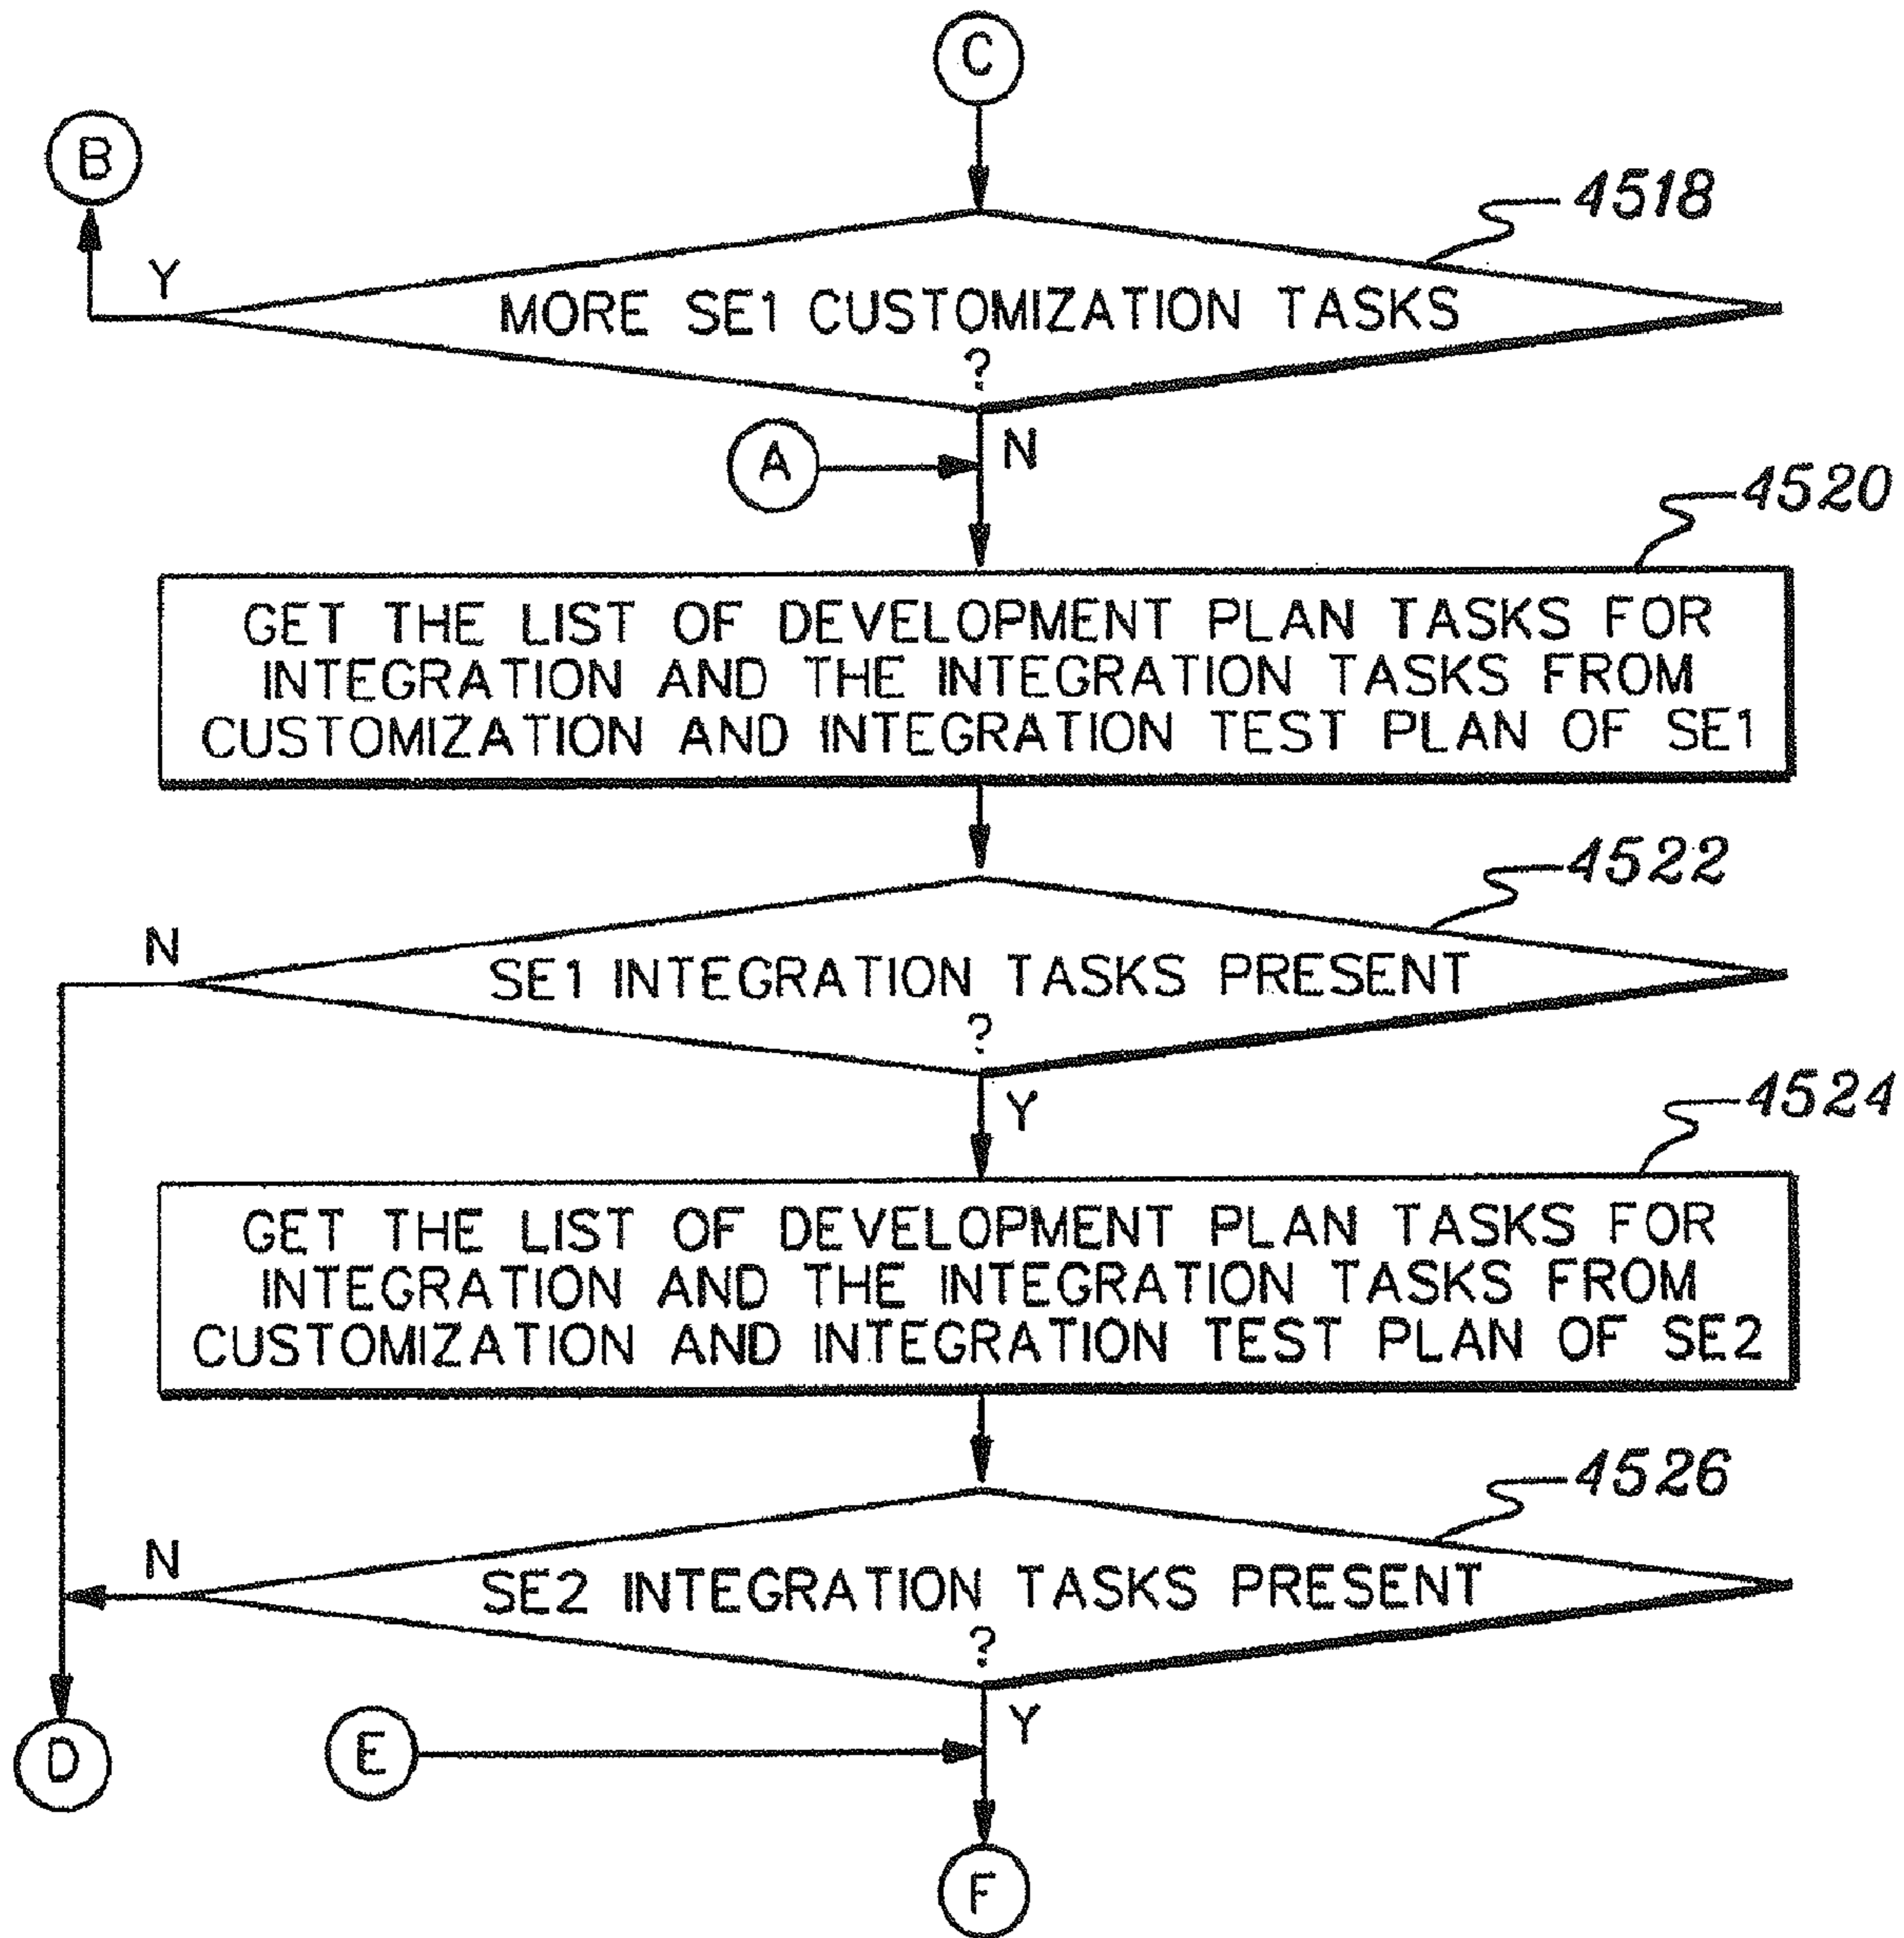 C
B
4518
Y
MORE SE1 CUSTOMIZATION TASKS
?
A
N
4520
GET THE LIST OF DEVELOPMENT PLAN TASKS FOR
INTEGRATION AND THE INTEGRATION TASKS FROM
CUSTOMIZATION AND INTEGRATION TEST PLAN OF SE1
4522
N
SE1 INTEGRATION TASKS PRESENT
?
Y
4524
GET THE LIST OF DEVELOPMENT PLAN TASKS FOR
INTEGRATION AND THE INTEGRATION TASKS FROM
CUSTOMIZATION AND INTEGRATION TEST PLAN OF SE2
4526
N
SE2 INTEGRATION TASKS PRESENT
?
Y
D
E
F